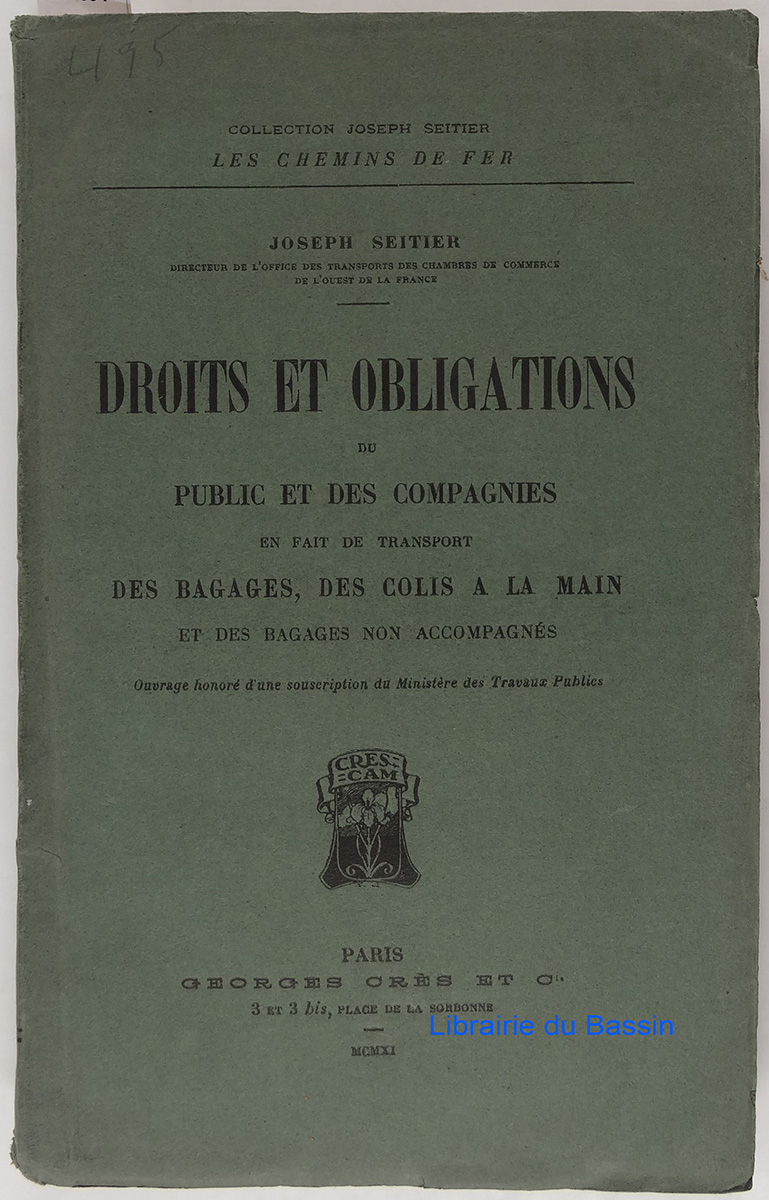 495
COLLECTION JOSEPH SEITIER
LES CHEMINS DE FER
JOSEPH SEITIER
DIRECTEUR DE L'OFFICE DES TRANSPORTS DES CHAMBRES DE COMMERCE
DE L'OUEST DE LA FRANCE
DROITS ET OBLIGATIONS
DU
PUBLIC ET DES COMPAGNIES
EN FAIT DE TRANSPORT
DES BAGAGES, DES COLIS A LA MAIN
ET DES BAGAGES NON ACCOMPAGNÉS
Ouvrage honoré d'une souscription du Ministère des Travaux Publics
CRES=
=CAM
PARIS
GEORGES CRÈS ET Cie
3 ET 3 bis, PLACE DE LA SORBONNE
Librairie du Bassin
MCMXI